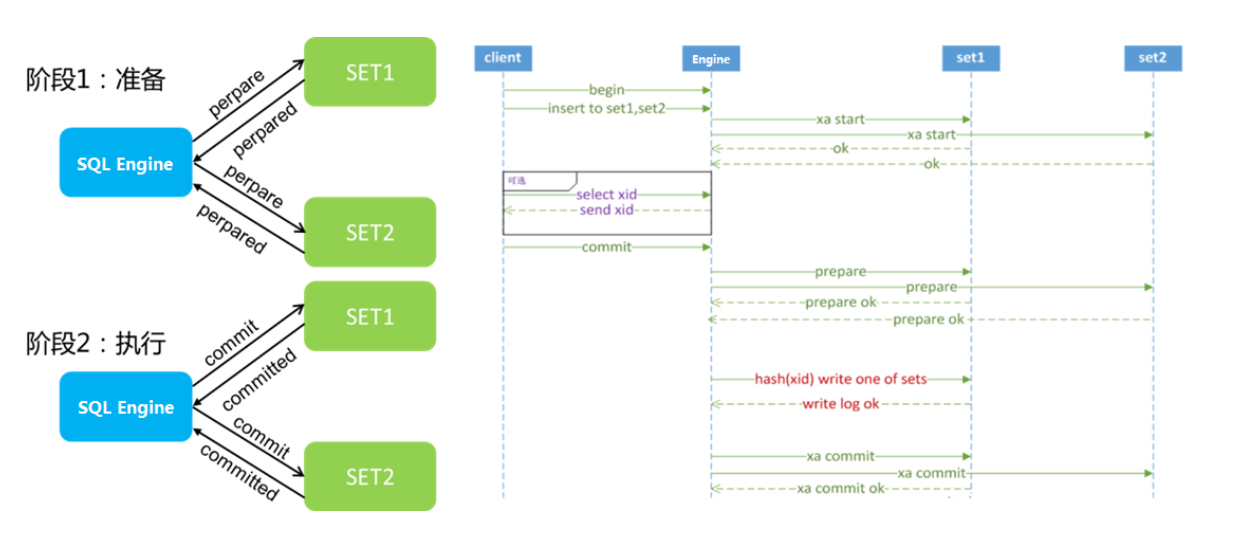 阶段1：准备
SQL Engine
SET1
SET2
perpare
perpared
perpare
perpared
阶段2：执行
SQL Engine
SET1
SET2
commit
committed
commit
committed
client
Engine
set1
set2
begin
insert to set1,set2
xa start
xa start
ok
ok
可选
select xid
send xid
commit
prepare
prepare
prepare ok
prepare ok
hash(xid) write one of sets
write log ok
xa commit
xa commit
xa commit ok